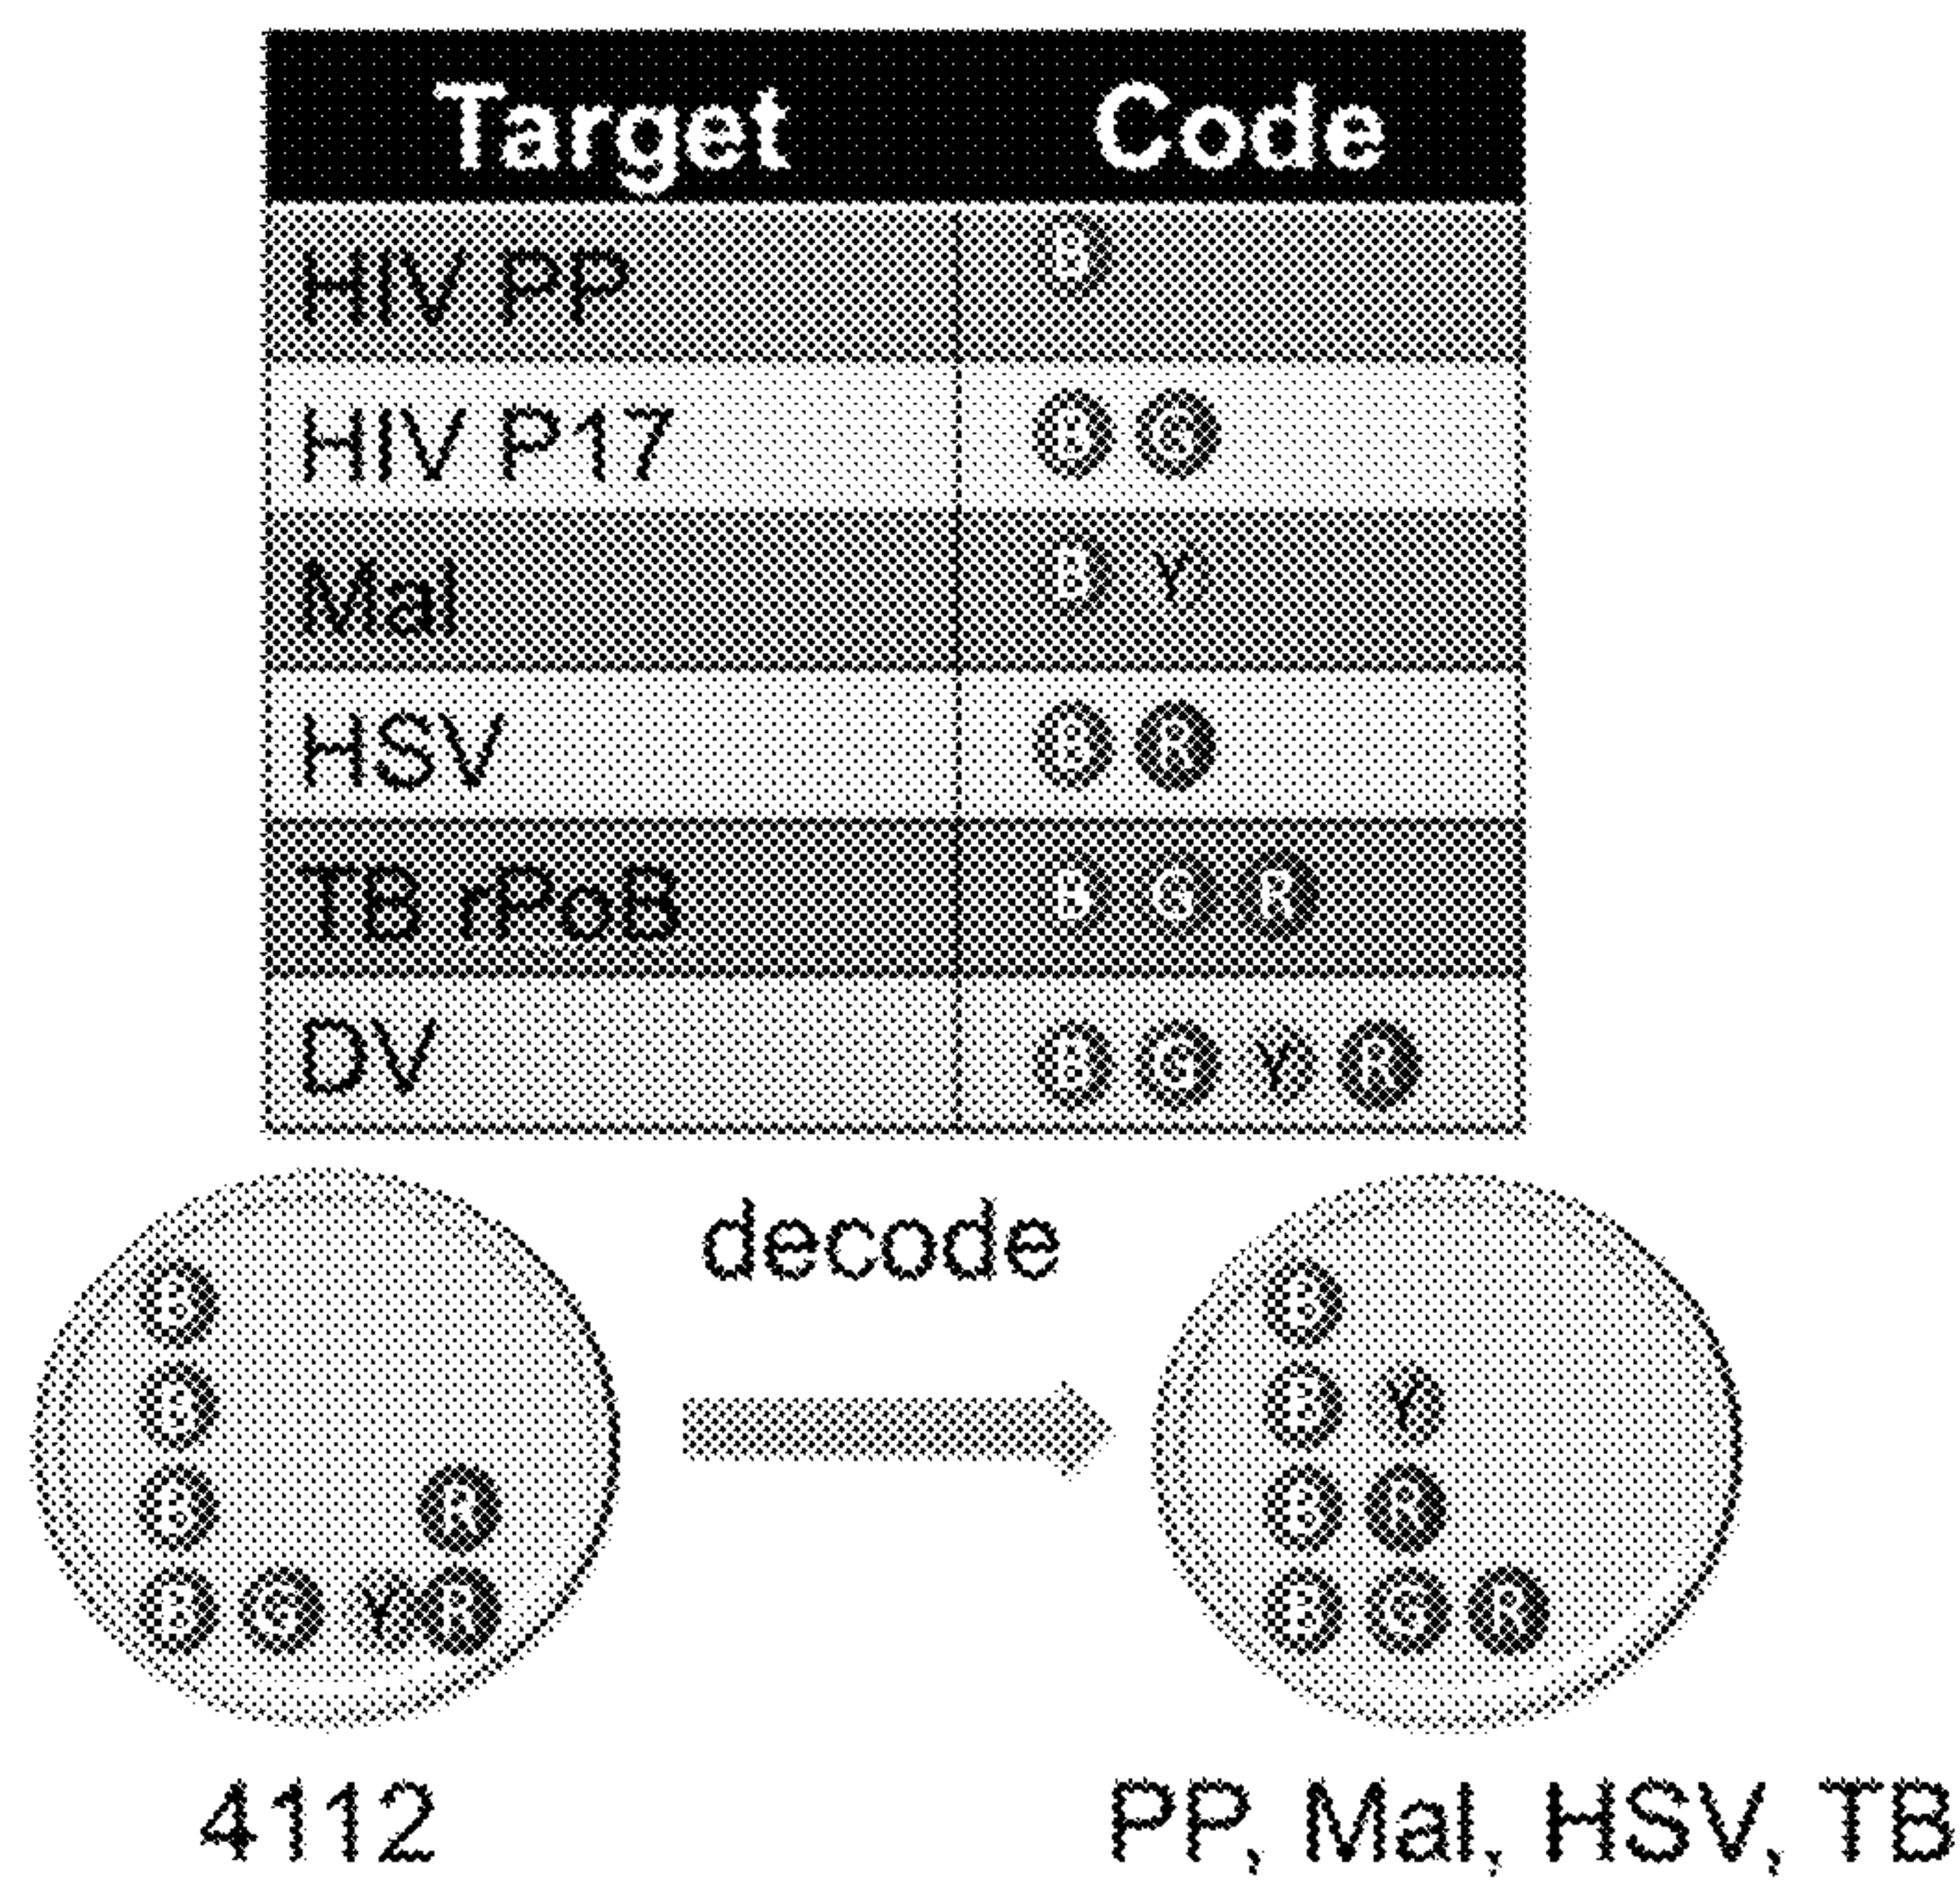 Target Code
HIV PP B
HIV P17 B G
Mal B Y
HSV B R
TB rPoB B G R
DV B G Y R
decode
B
B
B R
B G Y R
B
B Y
B R
B G R
4112
PP, Mal, HSV, TB